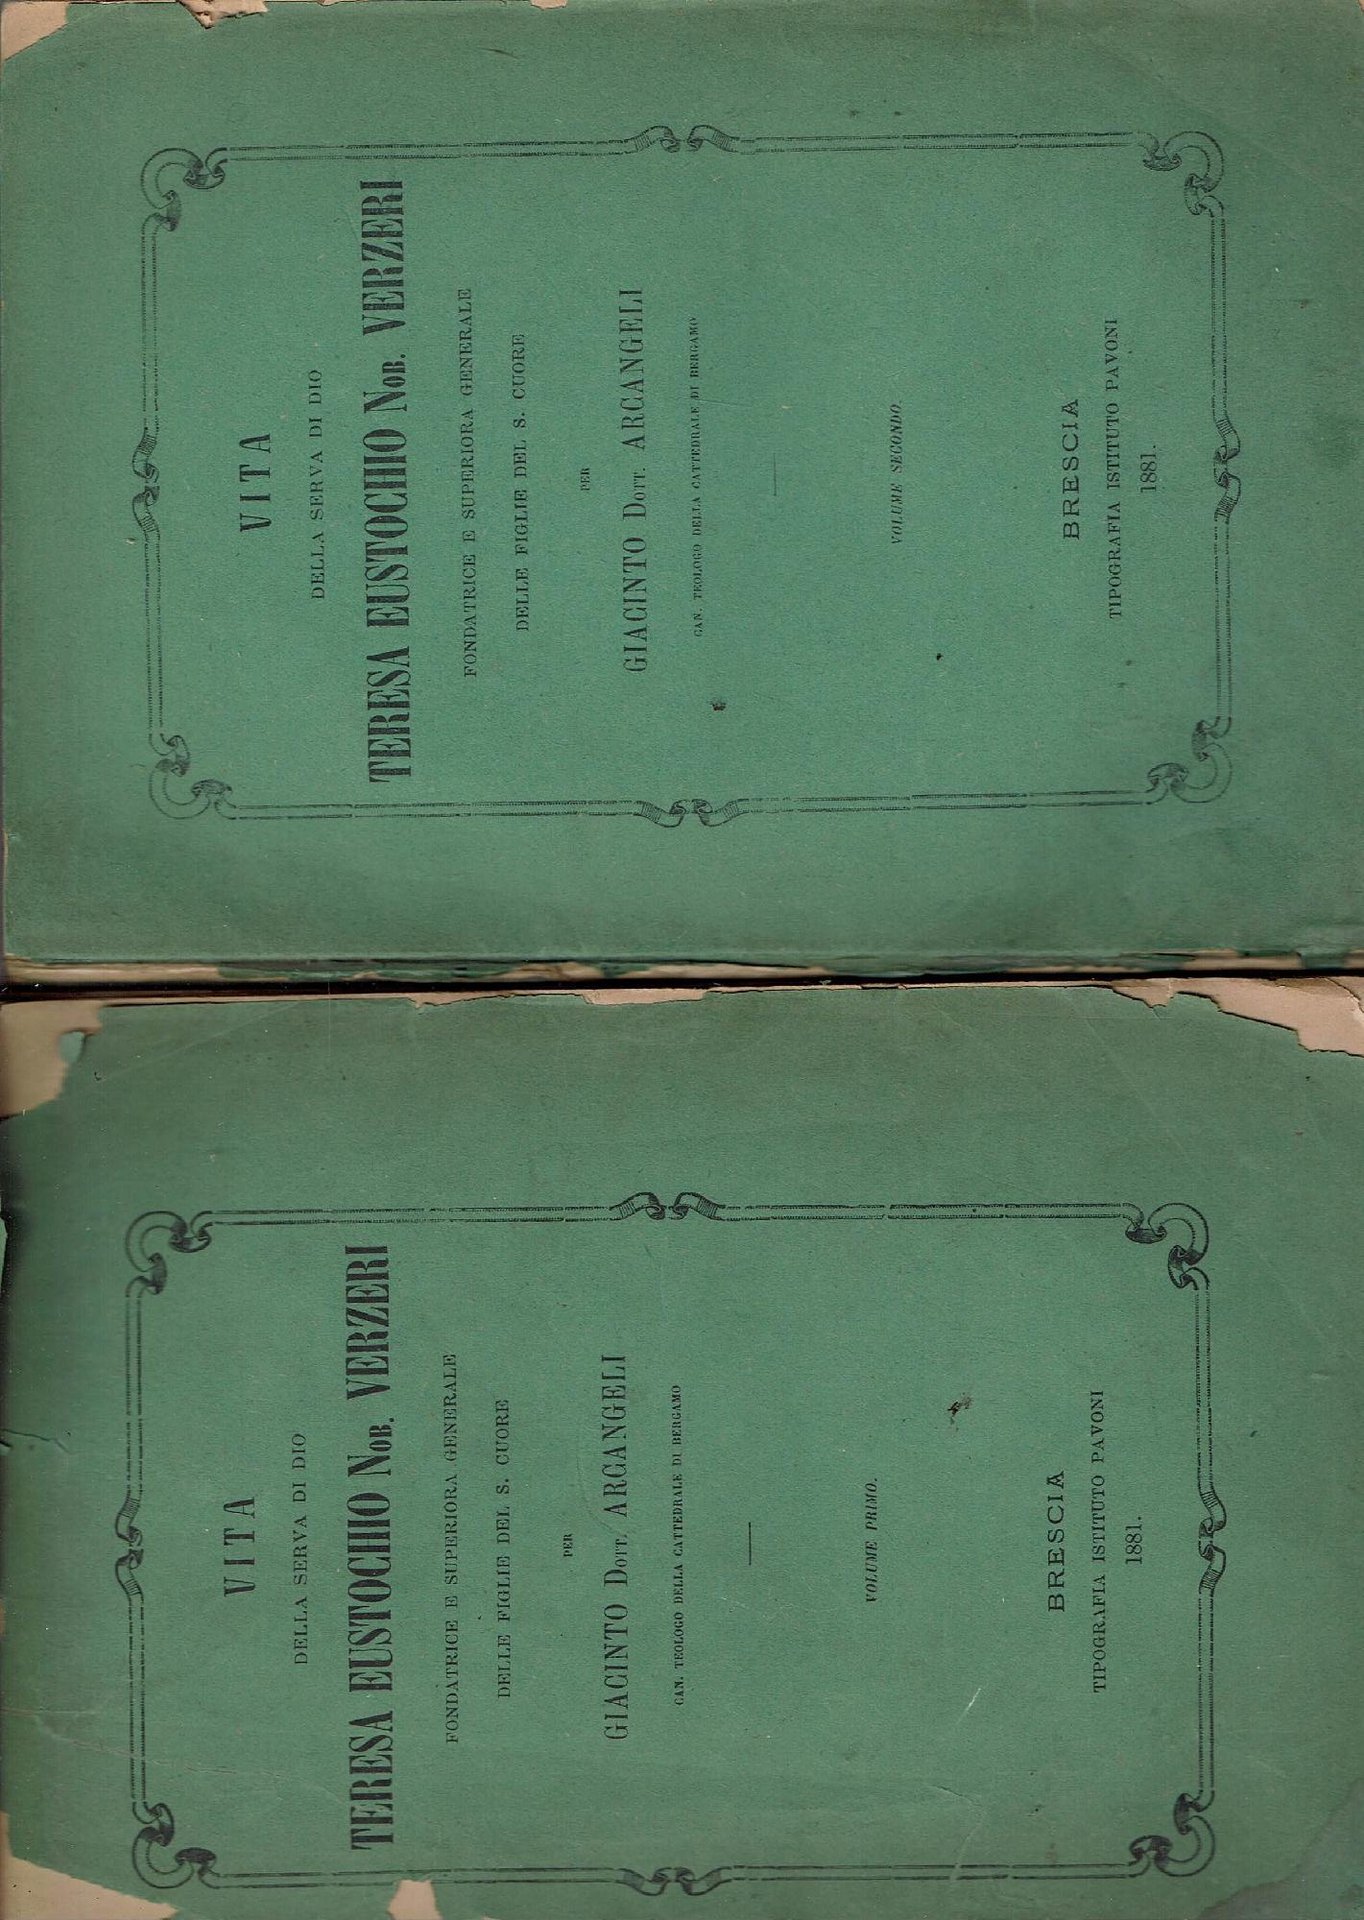 VITA
DELLA SERVA DI DIO
TERESA EUSTOCHIO NOB. VERZERI
FONDATRICE E SUPERIORA GENERALE
DELLE FIGLIE DEL S. CUORE
PER
GIACINTO DOTT. ARCANGELI
CAN. TEOLOGO DELLA CATTEDRALE DI BERGAMO
VOLUME PRIMO.
BRESCIA
TIPOGRAFIA ISTITUTO PAVONI
1881.
VITA
DELLA SERVA DI DIO
TERESA EUSTOCHIO NOB. VERZERI
FONDATRICE E SUPERIORA GENERALE
DELLE FIGLIE DEL S. CUORE
PER
GIACINTO DOTT. ARCANGELI
CAN. TEOLOGO DELLA CATTEDRALE DI BERGAMO
VOLUME SECONDO.
BRESCIA
TIPOGRAFIA ISTITUTO PAVONI
1881.